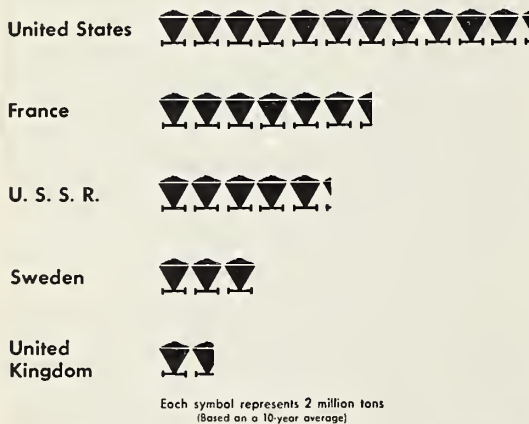 United States
France
U. S. S. R.
Sweden
United
Kingdom
Each symbol represents 2 million tons
(Based on a 10-year average)